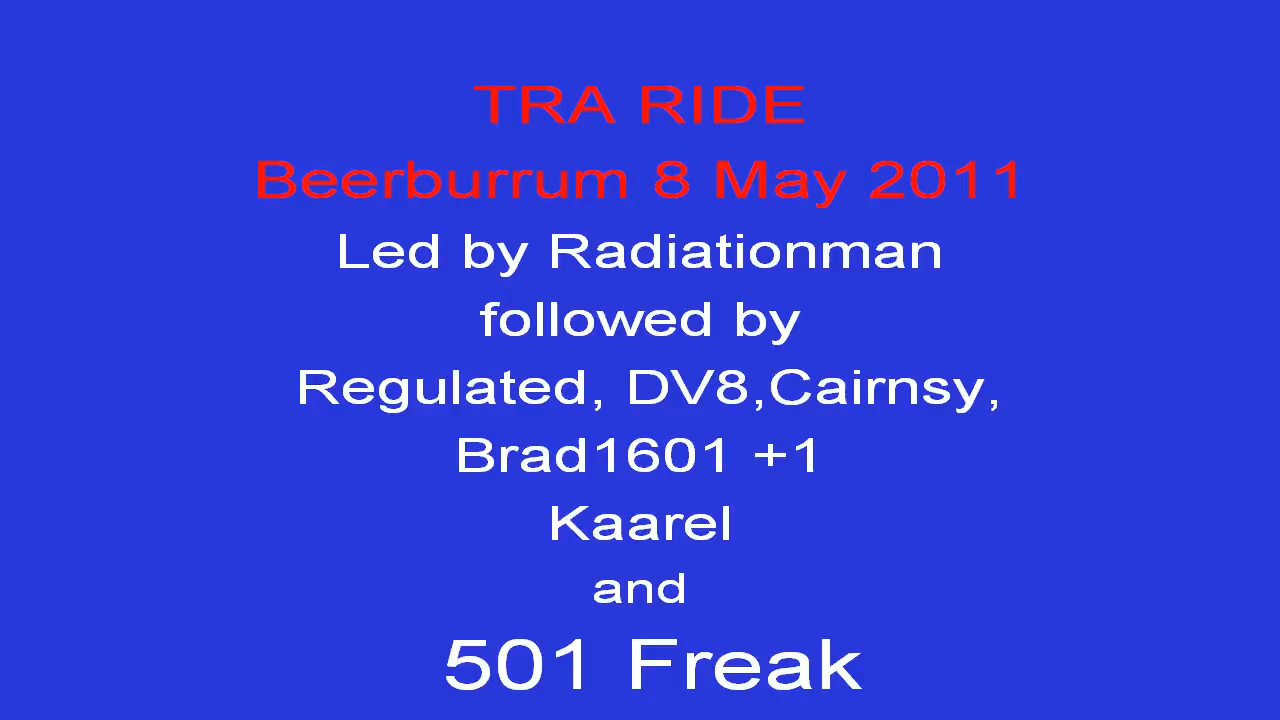 TRA RIDE
Beerburrum 8 May 2011
Led by Radiationman
followed by
Regulated, DV8,Cairnsy,
Brad1601 +1
Kaarel
and
501 Freak